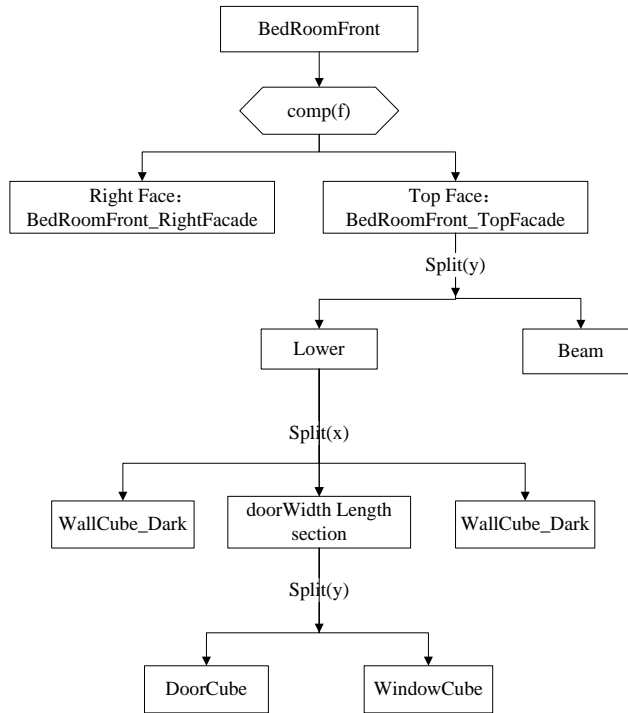 BedRoomFront
comp(f)
Right Face：
BedRoomFront_RightFacade
Top Face：
BedRoomFront_TopFacade
Split(y)
Lower
Beam
Split(x)
WallCube_Dark
doorWidth Length
section
WallCube_Dark
Split(y)
DoorCube
WindowCube